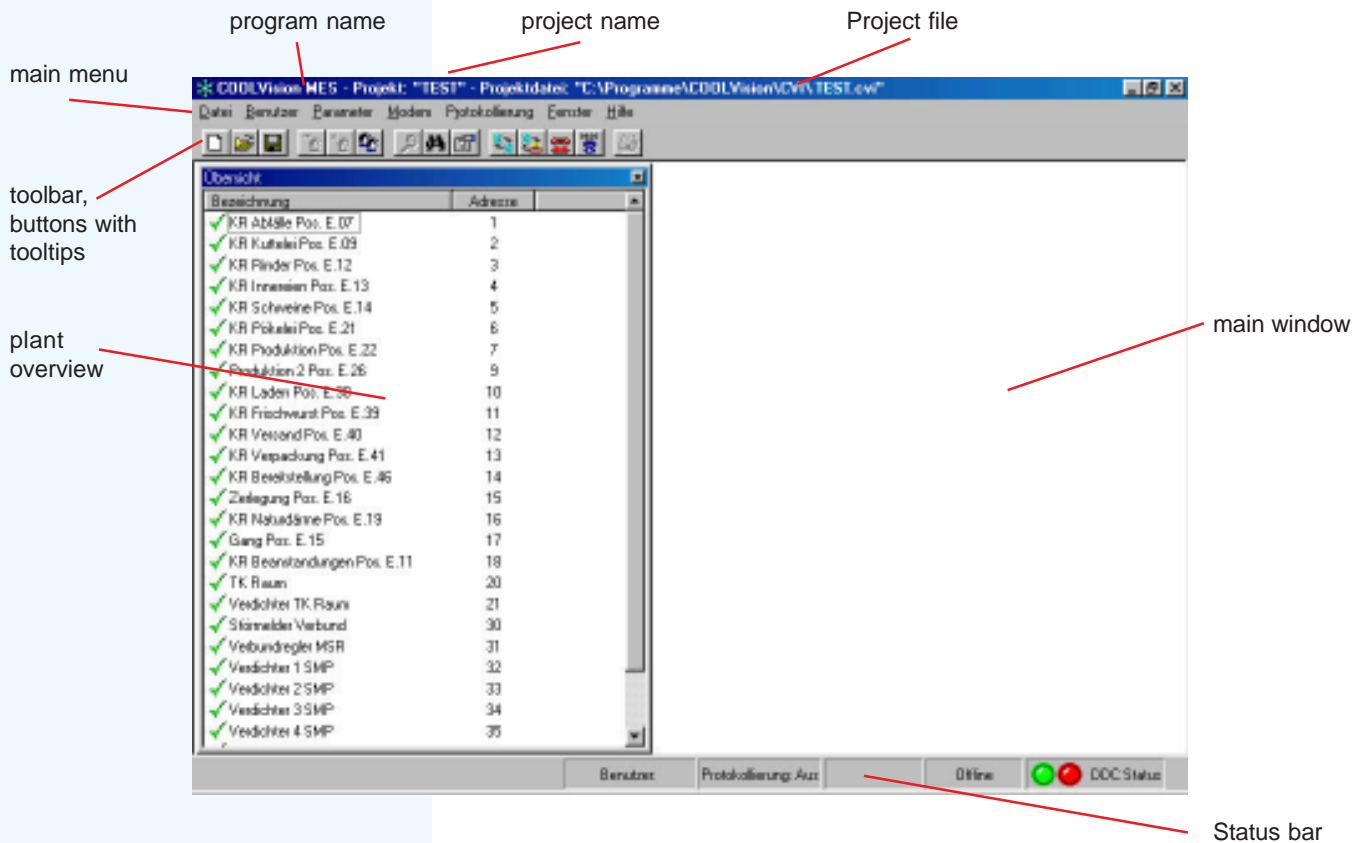 program name
project name
Project file
main menu
COOLVision MES - Projekt: "TEST" - Projektdatei: "C:\Programme\COOLVision\CVI\TEST.cvi"
Datei Benutzer Parameter Modem Protokollierung Fenster Hilfe
toolbar,
buttons with
tooltips
Übersicht
Bezeichnung Adresse
KR Abfälle Pos. E.07 1
KR Kuttelei Pos. E.09 2
KR Rinder Pos. E.12 3
KR Innereien Pos. E.13 4
KR Schweine Pos. E.14 5
KR Pökelei Pos. E.21 6
KR Produktion Pos. E.22 7
Produktion 2 Pos. E.26 9
KR Laden Pos. E.38 10
KR Frischwurst Pos. E.39 11
KR Versand Pos. E.40 12
KR Verpackung Pos. E.41 13
KR Bereitstellung Pos. E.46 14
Zerlegung Pos. E.16 15
KR Naturdärme Pos. E.19 16
Gang Pos. E.15 17
KR Beanstandungen Pos. E.11 18
TK Raum 20
Verdichter TK Raum 21
Störmelder Verbund 30
Verbundregler MSR 31
Verdichter 1 SMP 32
Verdichter 2 SMP 33
Verdichter 3 SMP 34
Verdichter 4 SMP 35
plant
overview
main window
Benutzer: Protokollierung: Aus Offline DDC Status
Status bar